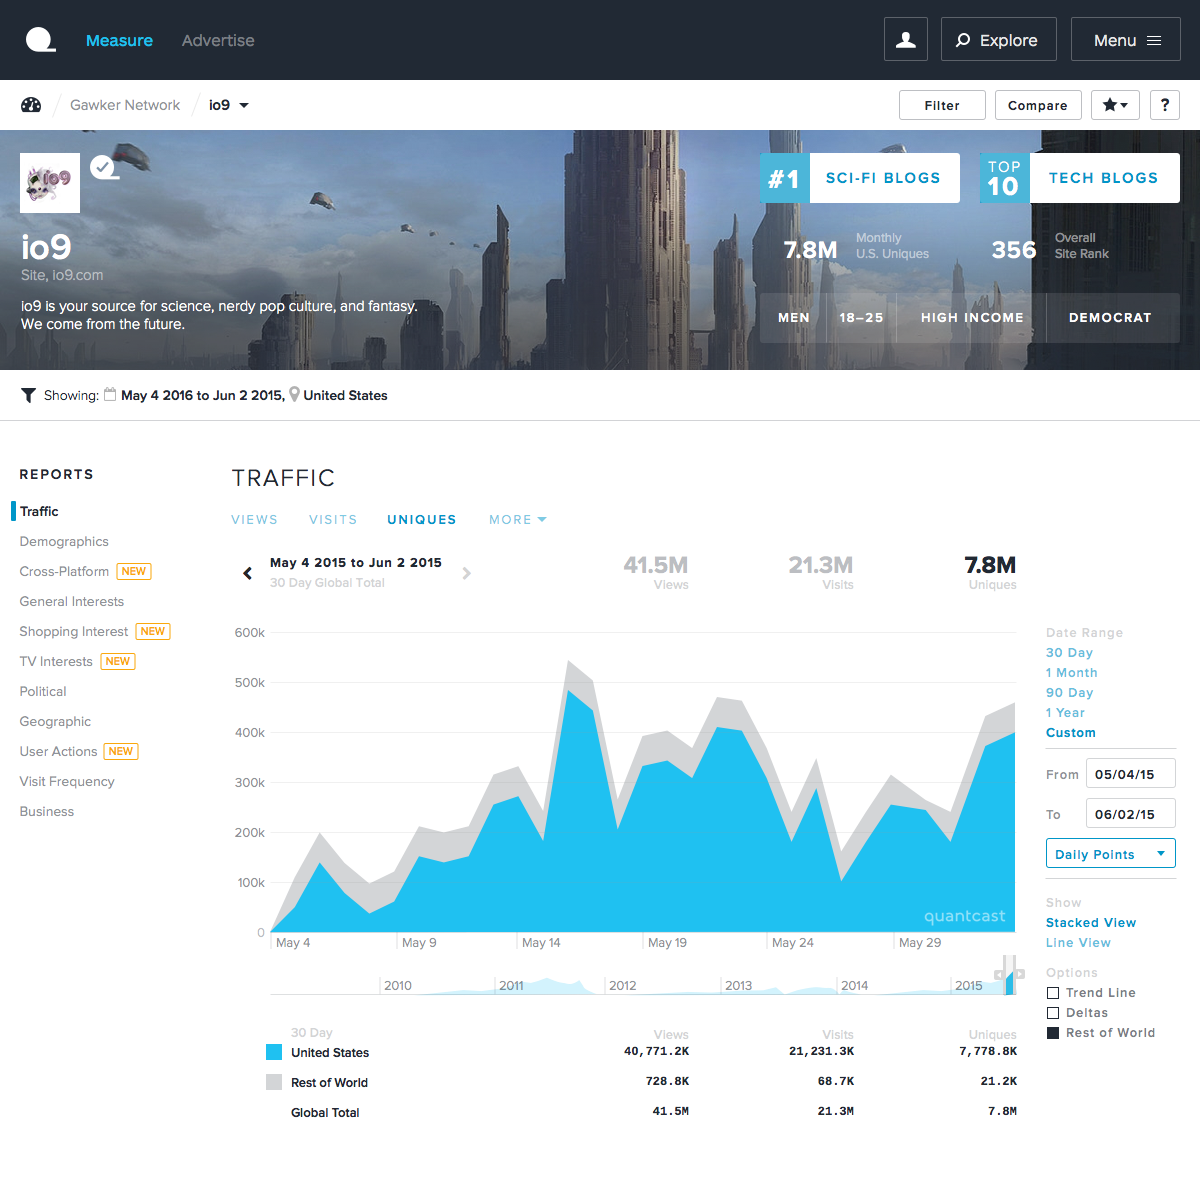 Measure
Advertise
Explore
Menu
Gawker Network
io9
Filter
Compare
?
io9
#1
SCI-FI BLOGS
TOP
10
TECH BLOGS
io9
Site, io9.com
7.8M
Monthly
U.S. Uniques
356
Overall
Site Rank
io9 is your source for science, nerdy pop culture, and fantasy.
We come from the future.
MEN
18–25
HIGH INCOME
DEMOCRAT
Showing: May 4 2016 to Jun 2 2015, United States
REPORTS
Traffic
Demographics
Cross-Platform NEW
General Interests
Shopping Interest NEW
TV Interests NEW
Political
Geographic
User Actions NEW
Visit Frequency
Business
TRAFFIC
VIEWS
VISITS
UNIQUES
MORE
May 4 2015 to Jun 2 2015
30 Day Global Total
41.5M
Views
21.3M
Visits
7.8M
Uniques
600k
500k
400k
300k
200k
100k
0
quantcast
May 4
May 9
May 14
May 19
May 24
May 29
2010
2011
2012
2013
2014
2015
Date Range
30 Day
1 Month
90 Day
1 Year
Custom
From 05/04/15
To 06/02/15
Daily Points
Show
Stacked View
Line View
Options
Trend Line
Deltas
Rest of World
30 Day Views Visits Uniques
United States 40,771.2K 21,231.3K 7,778.8K
Rest of World 728.8K 68.7K 21.2K
Global Total 41.5M 21.3M 7.8M